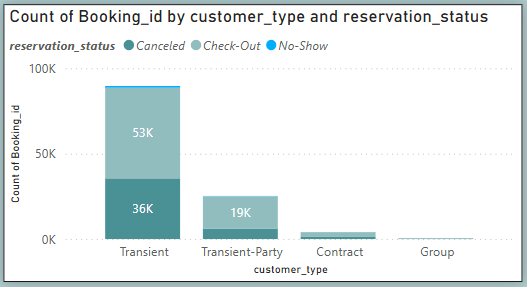 Count of Booking_id by customer_type and reservation_status
reservation_status Canceled Check-Out No-Show
100K
50K
0K
Count of Booking_id
53K
36K
19K
Transient Transient-Party Contract Group
customer_type